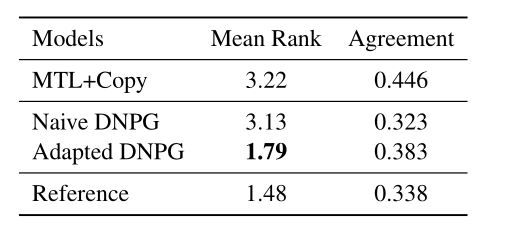 Models Mean Rank Agreement
MTL+Copy 3.22 0.446
Naive DNPG 3.13 0.323
Adapted DNPG 1.79 0.383
Reference 1.48 0.338